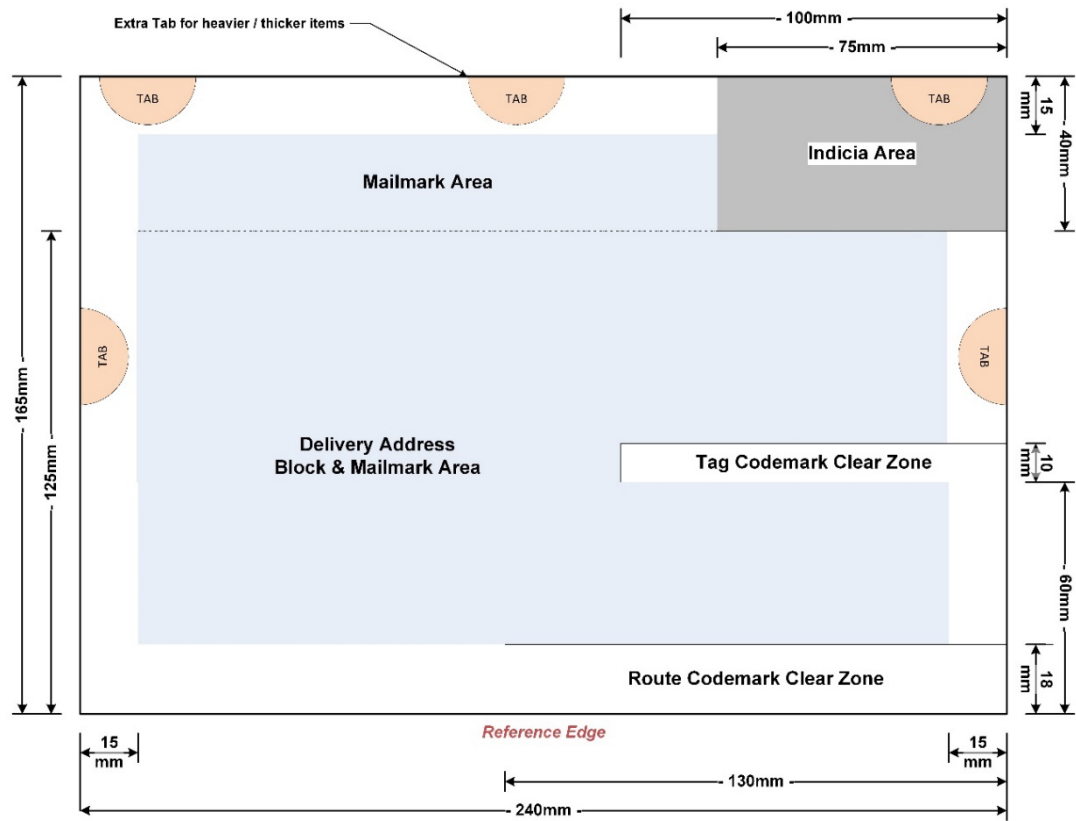 Extra Tab for heavier / thicker items
- 100mm -
- 75mm -
TAB
TAB
TAB
15
mm
- 40mm -
Indicia Area
Mailmark Area
- 165mm -
- 125mm -
TAB
TAB
Delivery Address
Block & Mailmark Area
Tag Codemark Clear Zone
10
mm
- 60mm -
Route Codemark Clear Zone
18
mm
Reference Edge
15
mm
15
mm
- 130mm -
- 240mm -